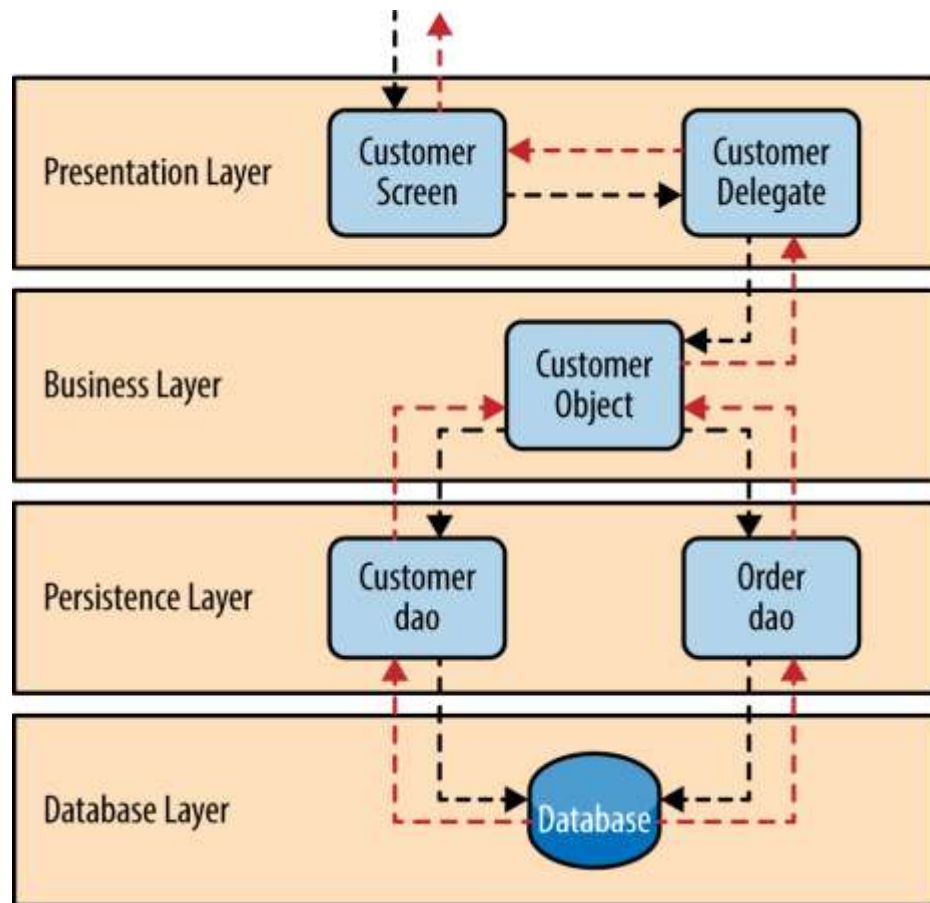 Presentation Layer
Customer
Screen
Customer
Delegate
Business Layer
Customer
Object
Persistence Layer
Customer
dao
Order
dao
Database Layer
Database